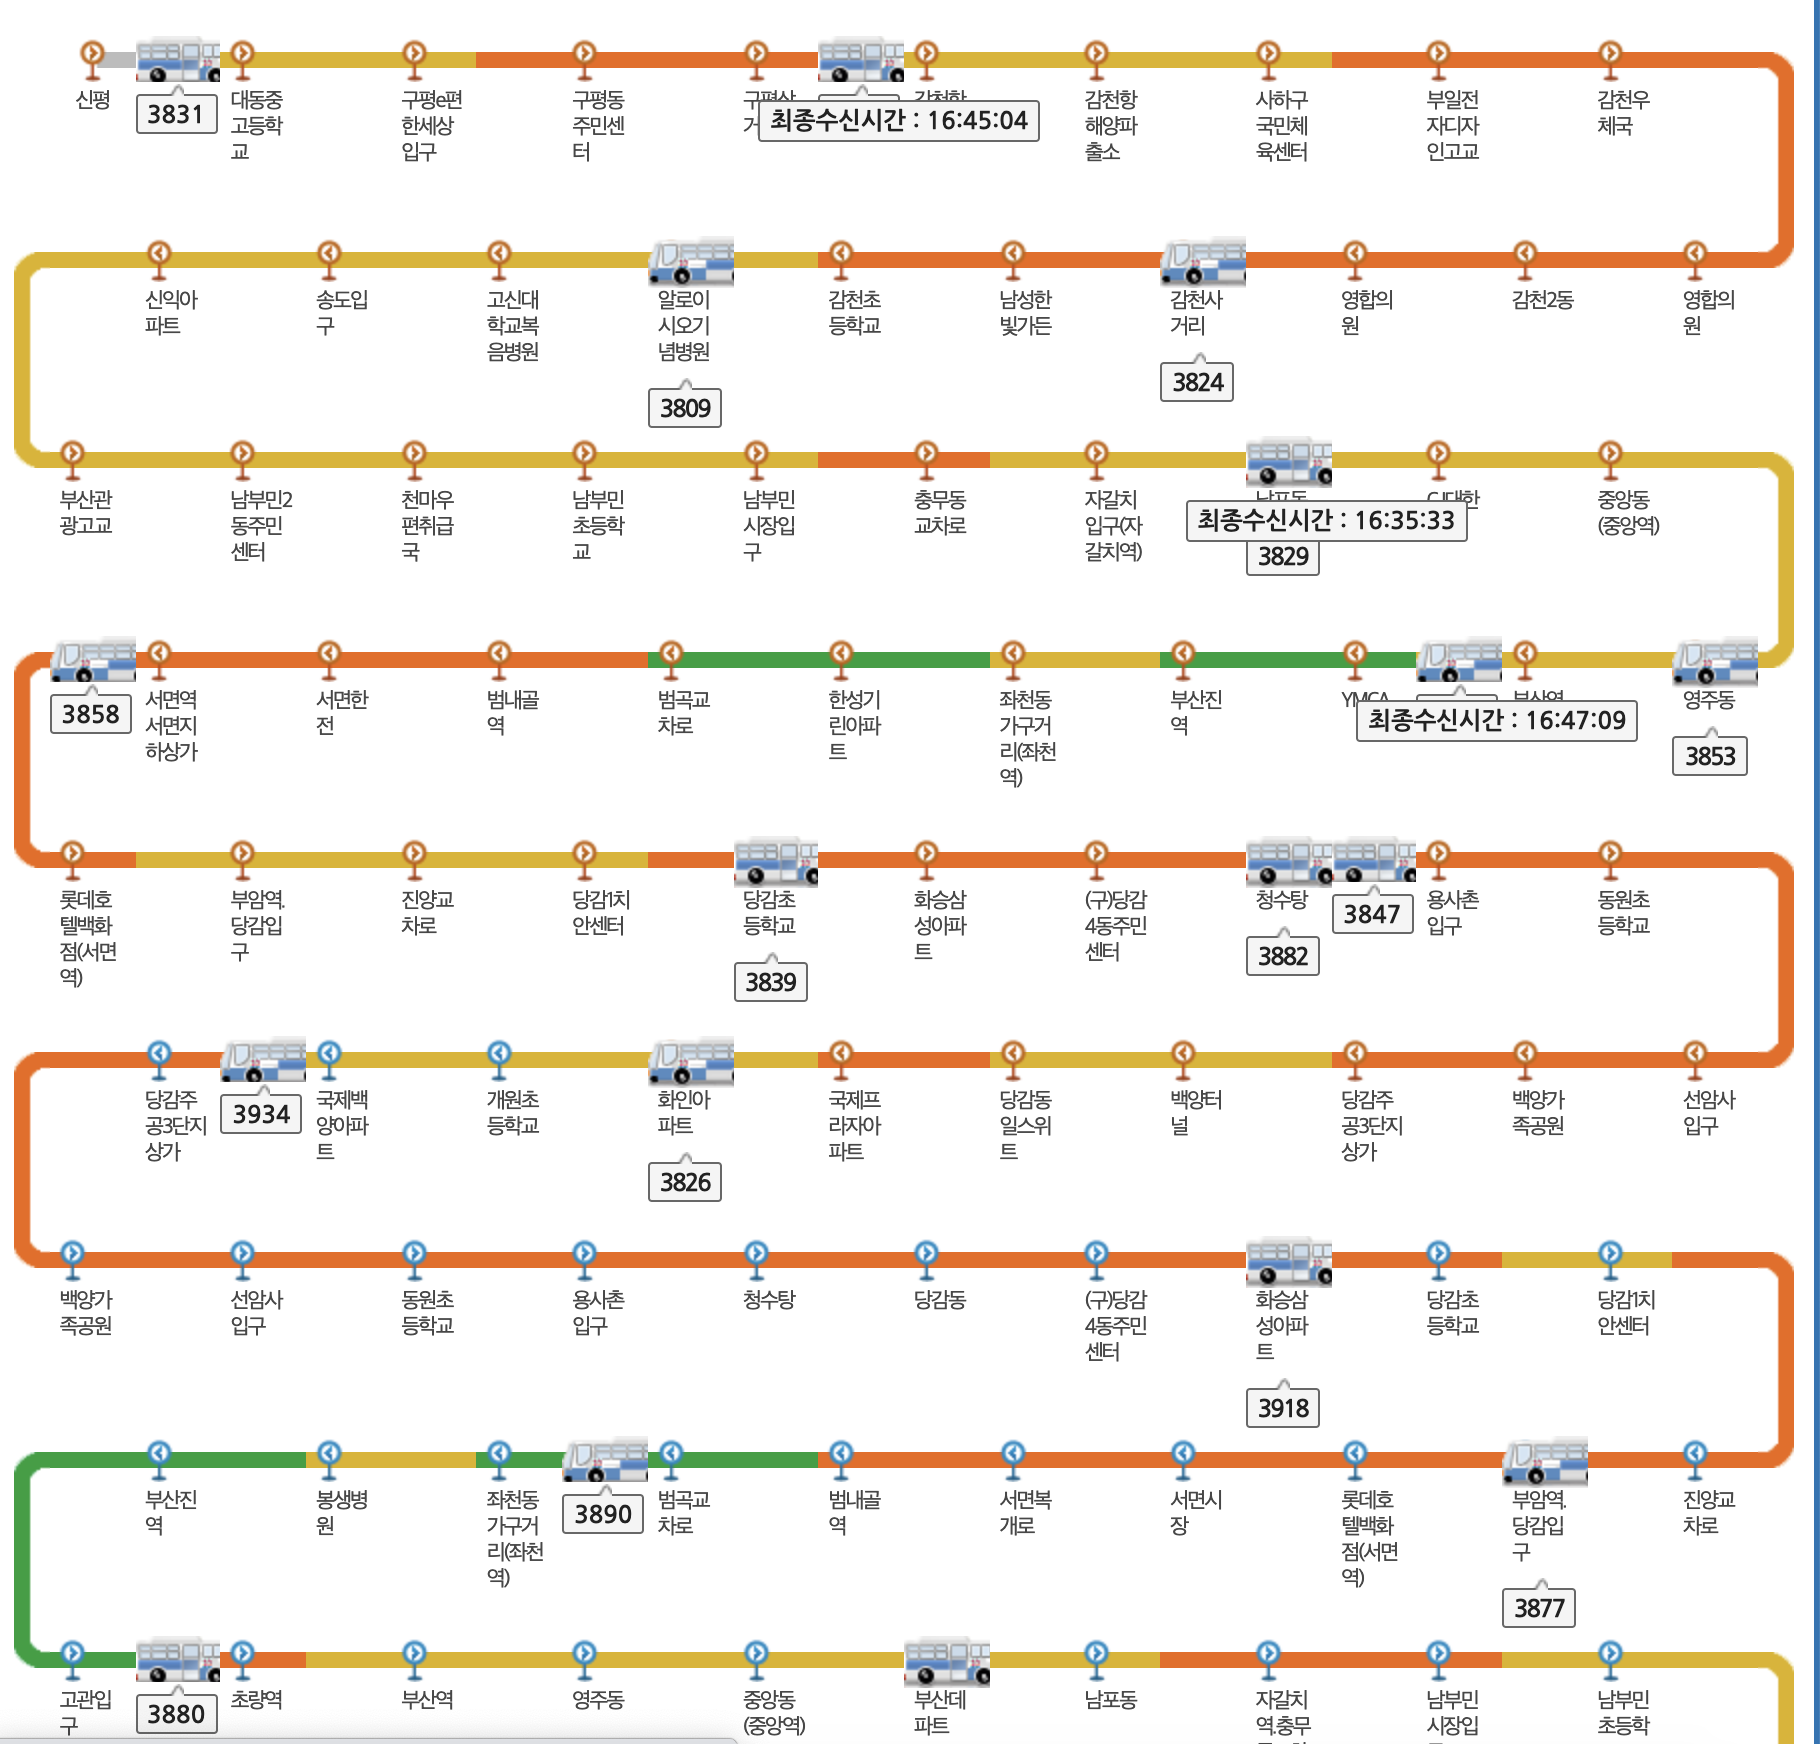 신평
3831
대동중
고등학
교
구평e편
한세상
입구
구평동
주민센
터
최종수신시간 : 16:45:04
감천항
해양파
출소
사하구
국민체
육센터
부일전
자디자
인고교
감천우
체국
신익아
파트
송도입
구
고신대
학교복
음병원
알로이
시오기
념병원
3809
감천초
등학교
남성한
빛가든
감천사
거리
3824
영합의
원
감천2동
영합의
원
부산관
광고교
남부민2
동주민
센터
천마우
편취급
국
남부민
초등학
교
남부민
시장입
구
충무동
교차로
자갈치
입구(자
갈치역)
남포동
최종수신시간 : 16:35:33
3829
CJ대한
중앙동
(중앙역)
3858
서면역
서면지
하상가
서면한
전
범내골
역
범곡교
차로
한성기
린아파
트
좌천동
가구거
리(좌천
역)
부산진
역
YMCA
최종수신시간 : 16:47:09
부산역
영주동
3853
롯데호
텔백화
점(서면
역)
부암역.
당감입
구
진양교
차로
당감1치
안센터
당감초
등학교
3839
화승삼
성아파
트
(구)당감
4동주민
센터
청수탕
3882
3847
용사촌
입구
동원초
등학교
당감주
공3단지
상가
3934
국제백
양아파
트
개원초
등학교
화인아
파트
3826
국제프
라자아
파트
당감동
일스위
트
백양터
널
당감주
공3단지
상가
백양가
족공원
선암사
입구
백양가
족공원
선암사
입구
동원초
등학교
용사촌
입구
청수탕
당감동
(구)당감
4동주민
센터
화승삼
성아파
트
3918
당감초
등학교
당감1치
안센터
부산진
역
봉생병
원
좌천동
가구거
리(좌천
역)
3890
범곡교
차로
범내골
역
서면복
개로
서면시
장
롯데호
텔백화
점(서면
역)
부암역.
당감입
구
3877
진양교
차로
고관입
구
3880
초량역
부산역
영주동
중앙동
(중앙역)
부산데
파트
남포동
자갈치
역.충무
남부민
시장입
남부민
초등학